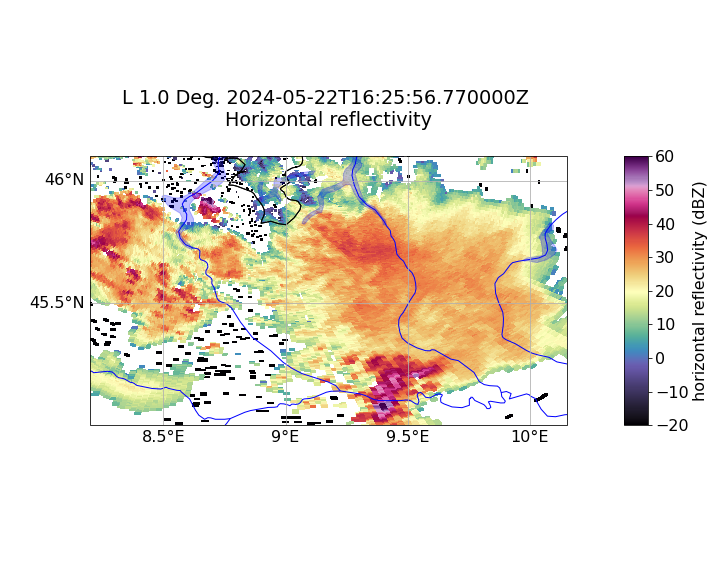 L 1.0 Deg. 2024-05-22T16:25:56.770000Z
Horizontal reflectivity
46°N
45.5°N
8.5°E
9°E
9.5°E
10°E
60
50
40
30
20
10
0
−10
−20
horizontal reflectivity (dBZ)